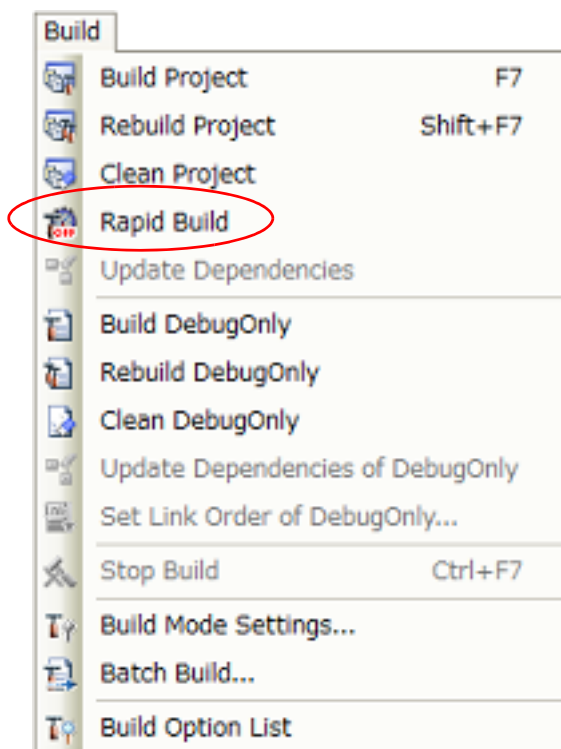 Build
Build Project F7
Rebuild Project Shift+F7
Clean Project
Rapid Build
OFF
Update Dependencies
Build DebugOnly
Rebuild DebugOnly
Clean DebugOnly
Update Dependencies of DebugOnly
Set Link Order of DebugOnly...
Stop Build Ctrl+F7
Build Mode Settings...
Batch Build...
Build Option List